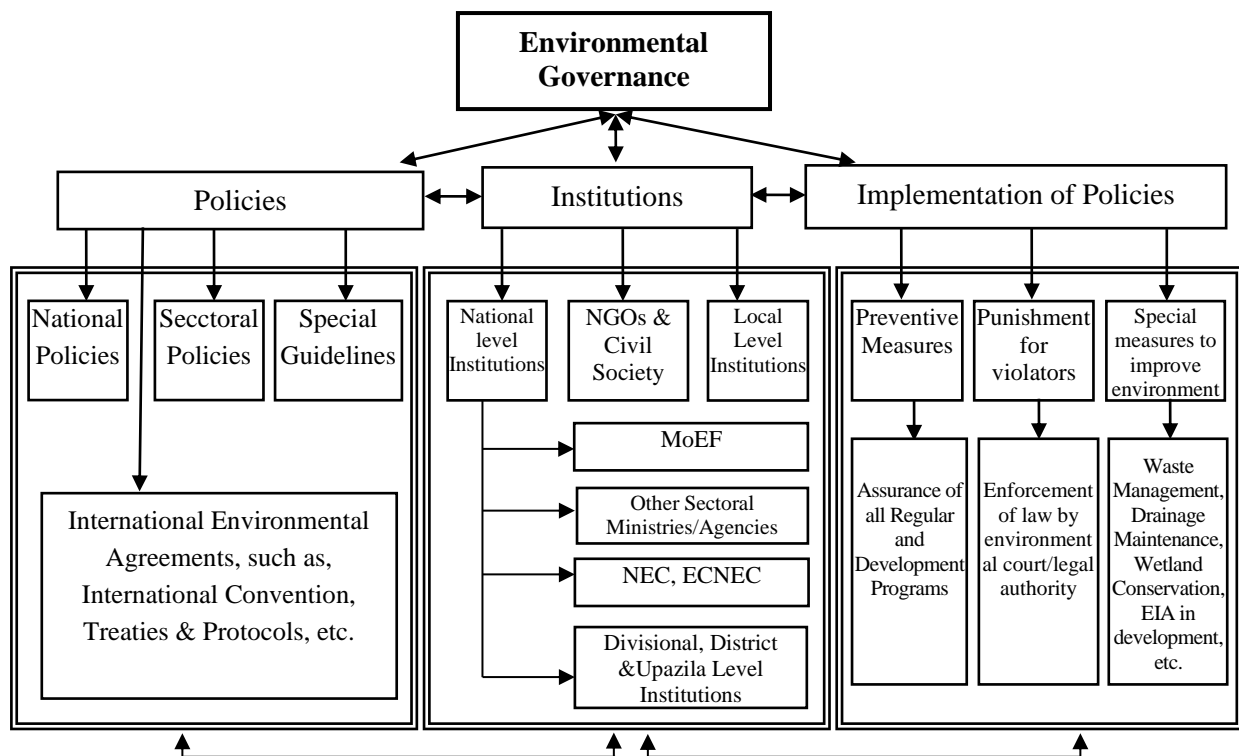 Environmental
Governance
Policies
Institutions
Implementation of Policies
National
Policies
Secctoral
Policies
Special
Guidelines
National
level
Institutions
NGOs &
Civil
Society
Local
Level
Institutions
Preventive
Measures
Punishment
for
violators
Special
measures to
improve
environment
International Environmental
Agreements, such as,
International Convention,
Treaties & Protocols, etc.
MoEF
Other Sectoral
Ministries/Agencies
NEC, ECNEC
Divisional, District
&Upazila Level
Institutions
Assurance of
all Regular
and
Development
Programs
Enforcement
of law by
environment
al court/legal
authority
Waste
Management,
Drainage
Maintenance,
Wetland
Conservation,
EIA in
development,
etc.